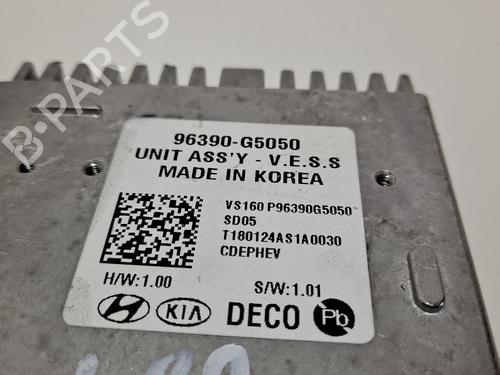 B-PARTS
96390-G5050
UNIT ASS'Y - V.E.S.S
MADE IN KOREA
VS160 P96390G5050
SD05
T180124AS1A0030
CDEPHEV
H/W:1.00 S/W:1.01
HYUNDAI KIA DECO Pb